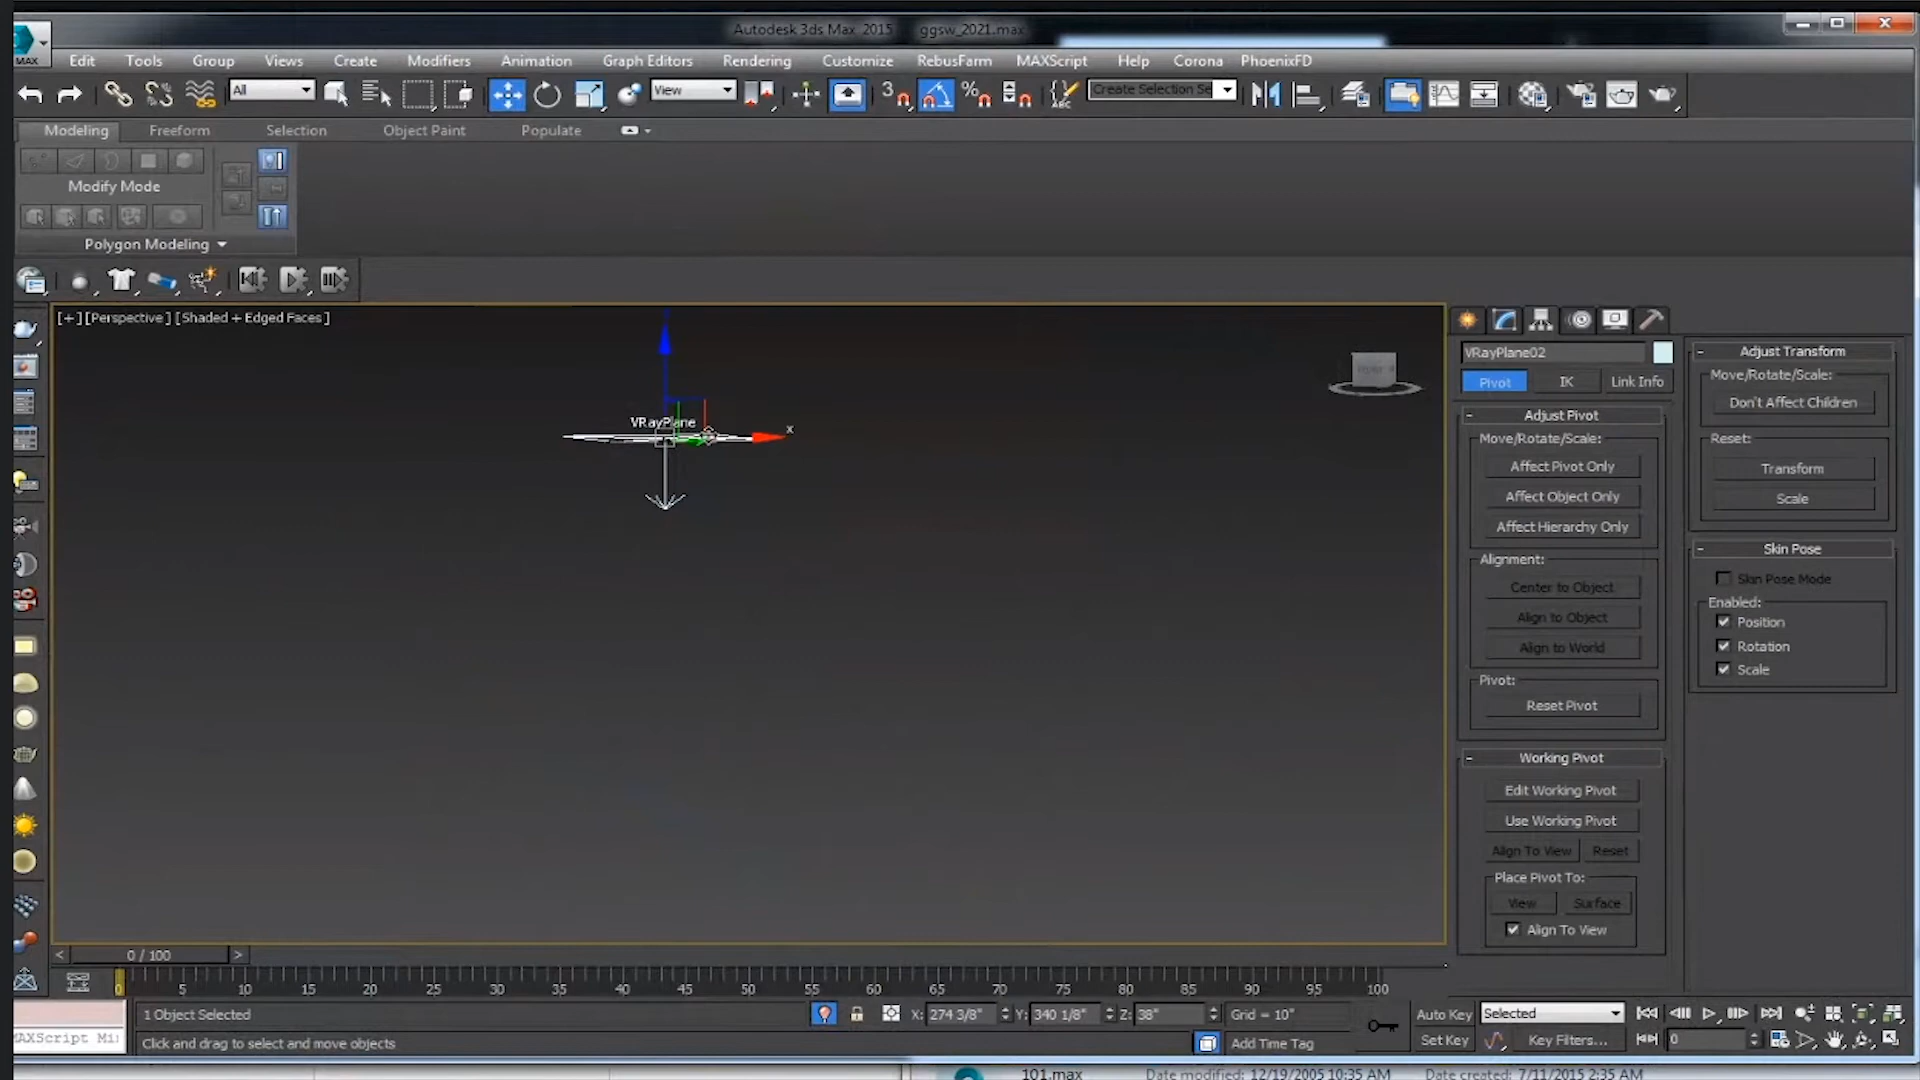 Autodesk 3ds Max 2015 ggsw_2021.max
MAX Edit Tools Group Views Create Modifiers Animation Graph Editors Rendering Customize RebusFarm MAXScript Help Corona PhoenixFD
All View 3 % ABC Create Selection Se
Modeling Freeform Selection Object Paint Populate
Modify Mode
Polygon Modeling
[+] [Perspective] [Shaded + Edged Faces]
VRayPlane
x
VRayPlane02
Pivot IK Link Info
Adjust Pivot
Move/Rotate/Scale:
Affect Pivot Only
Affect Object Only
Affect Hierarchy Only
Alignment:
Center to Object
Align to Object
Align to World
Pivot:
Reset Pivot
Working Pivot
Edit Working Pivot
Use Working Pivot
Align To View Reset
Place Pivot To:
View Surface
Align To View
Adjust Transform
Move/Rotate/Scale:
Don't Affect Children
Reset:
Transform
Scale
Skin Pose
Skin Pose Mode
Enabled:
Position
Rotation
Scale
< 0 / 100 >
0 5 10 15 20 25 30 35 40 45 50 55 60 65 70 75 80 85 90 95 100
1 Object Selected X: 274 3/8" Y: 340 1/8" Z: 38" Grid = 10" Auto Key Selected
MAXScript Mi Click and drag to select and move objects Add Time Tag Set Key Key Filters... 0
101.max Date modified: 12/19/2005 10:35 AM Date created: 7/11/2015 2:35 AM